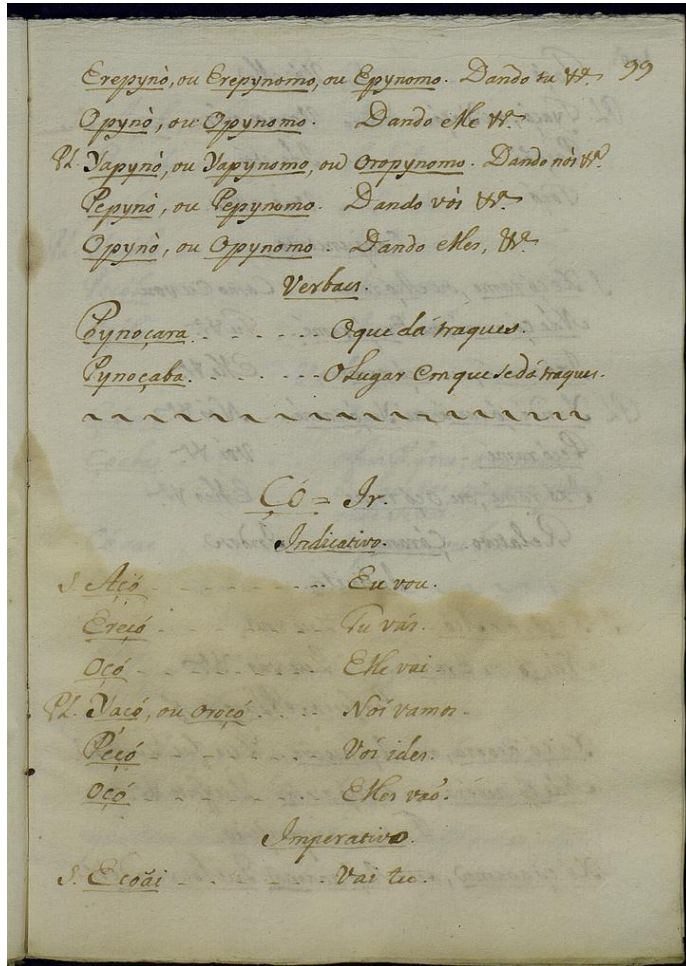 Erepynò, ou Erepynomo, ou Epynomo. Dando tu &ª. 99
Opynò, ou Opynomo. Dando elle &ª.
Pl. Yapynò, ou Yapynomo, ou Oropynomo. Dando nòs &ª.
Pepynò, ou Pepynomo. Dando vòs &ª.
Opynò, ou Opynomo. Dando elles, &ª.
Verbaes.
Pynoçara . . . . . . . O que dá traques.
Pynoçaba . . . . . . . O Lugar em que se dá traques.
Çó = Ir.
Indicativo.
S. Açó . . . . . . . Eu vou.
Ereçó . . . . . . . Tu vás.
Oçó . . . . . . . Elle vai.
Pl. Yaçó, ou Oroçó . . . . Nós vamos.
Peçó . . . . . . . Vós ides.
Oçó . . . . . . . Elles vaõ.
Imperativo.
S. Ecoãi . . . . . . . Vai tu.